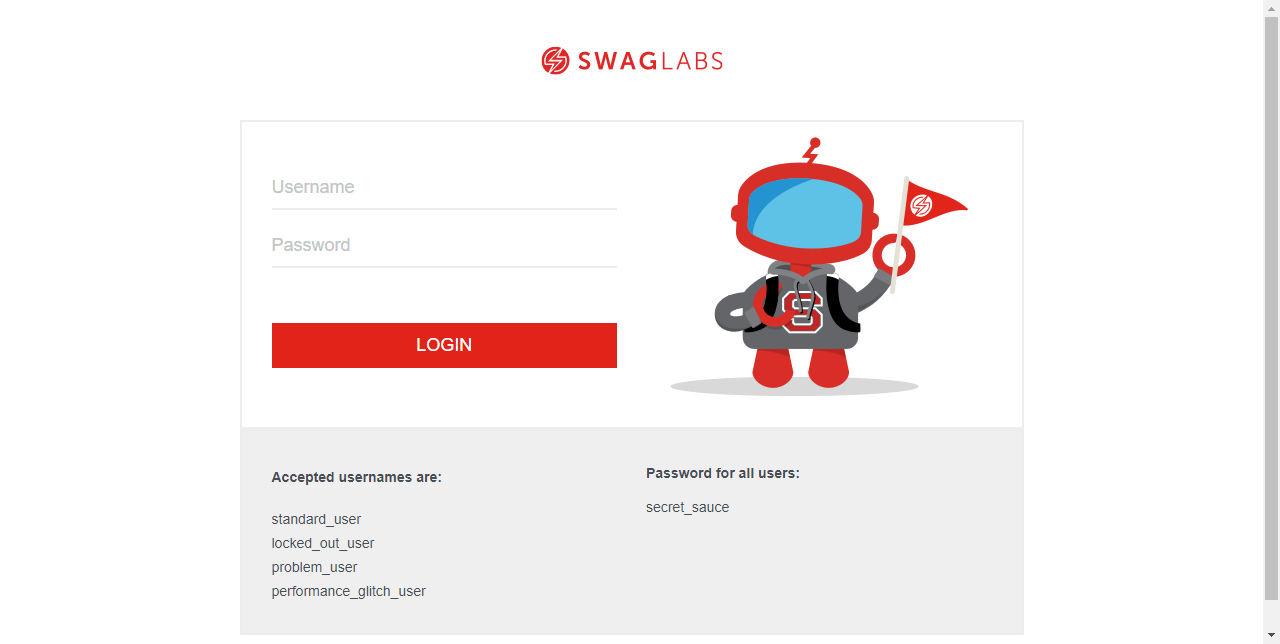 SWAGLABS
Username
Password
LOGIN
S
Accepted usernames are:
standard_user
locked_out_user
problem_user
performance_glitch_user
Password for all users:
secret_sauce